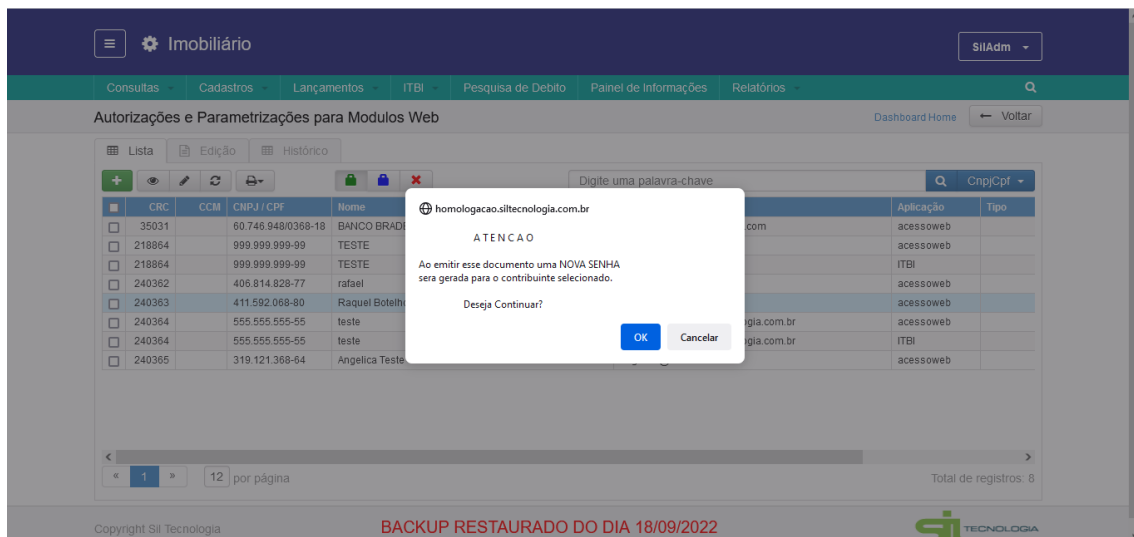 Imobiliário
SilAdm
Consultas Cadastros Lançamentos ITBI Pesquisa de Debito Painel de Informações Relatórios
Autorizações e Parametrizações para Modulos Web
Dashboard Home
← Voltar
Lista Edição Histórico
Digite uma palavra-chave
CnpjCpf
CRC CCM CNPJ / CPF Nome Aplicação Tipo
35031 60.746.948/0368-18 BANCO BRADE .com acessoweb
218864 999.999.999-99 TESTE acessoweb
218864 999.999.999-99 TESTE ITBI
240362 406.814.828-77 rafael acessoweb
240363 411.592.068-80 Raquel Botelho acessoweb
240364 555.555.555-55 teste ogia.com.br acessoweb
240364 555.555.555-55 teste ogia.com.br ITBI
240365 319.121.368-64 Angelica Teste acessoweb
homologacao.siltecnologia.com.br
A T E N C A O
Ao emitir esse documento uma NOVA SENHA
sera gerada para o contribuinte selecionado.
Deseja Continuar?
OK Cancelar
« 1 » 12 por página
Total de registros: 8
Copyright Sil Tecnologia
BACKUP RESTAURADO DO DIA 18/09/2022
TECNOLOGIA